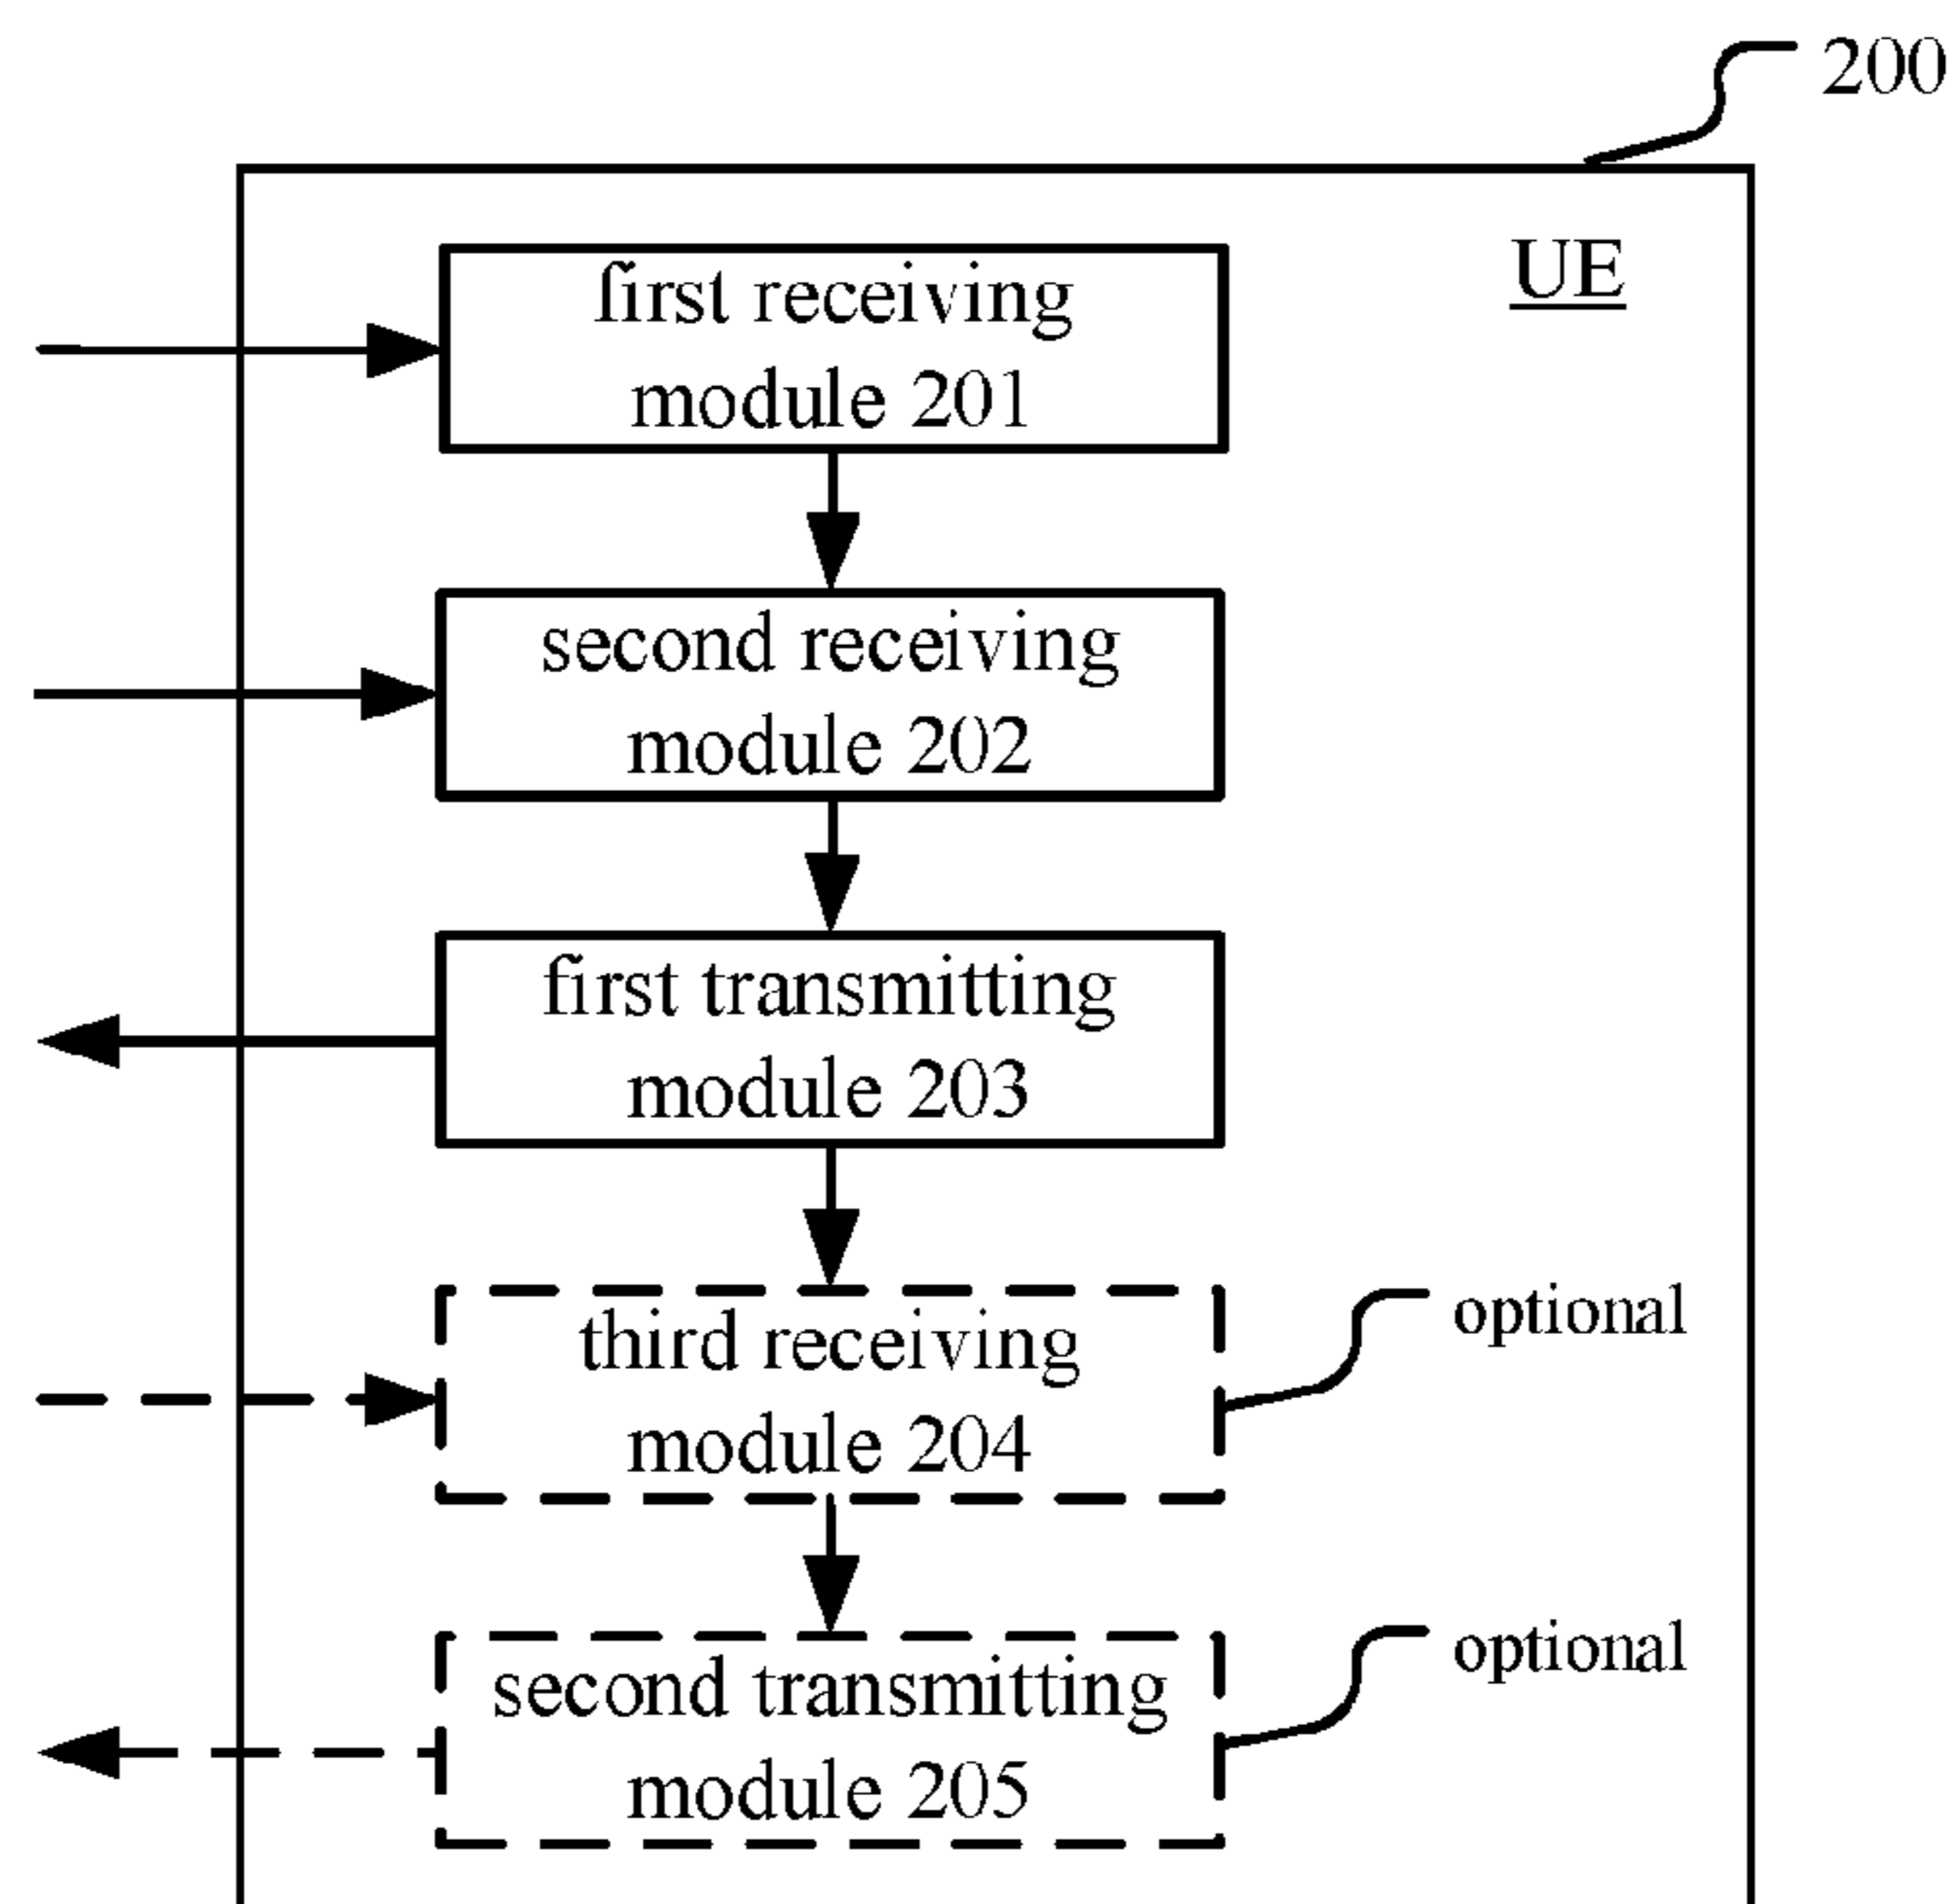 200
UE
first receiving
module 201
second receiving
module 202
first transmitting
module 203
third receiving
module 204
optional
second transmitting
module 205
optional